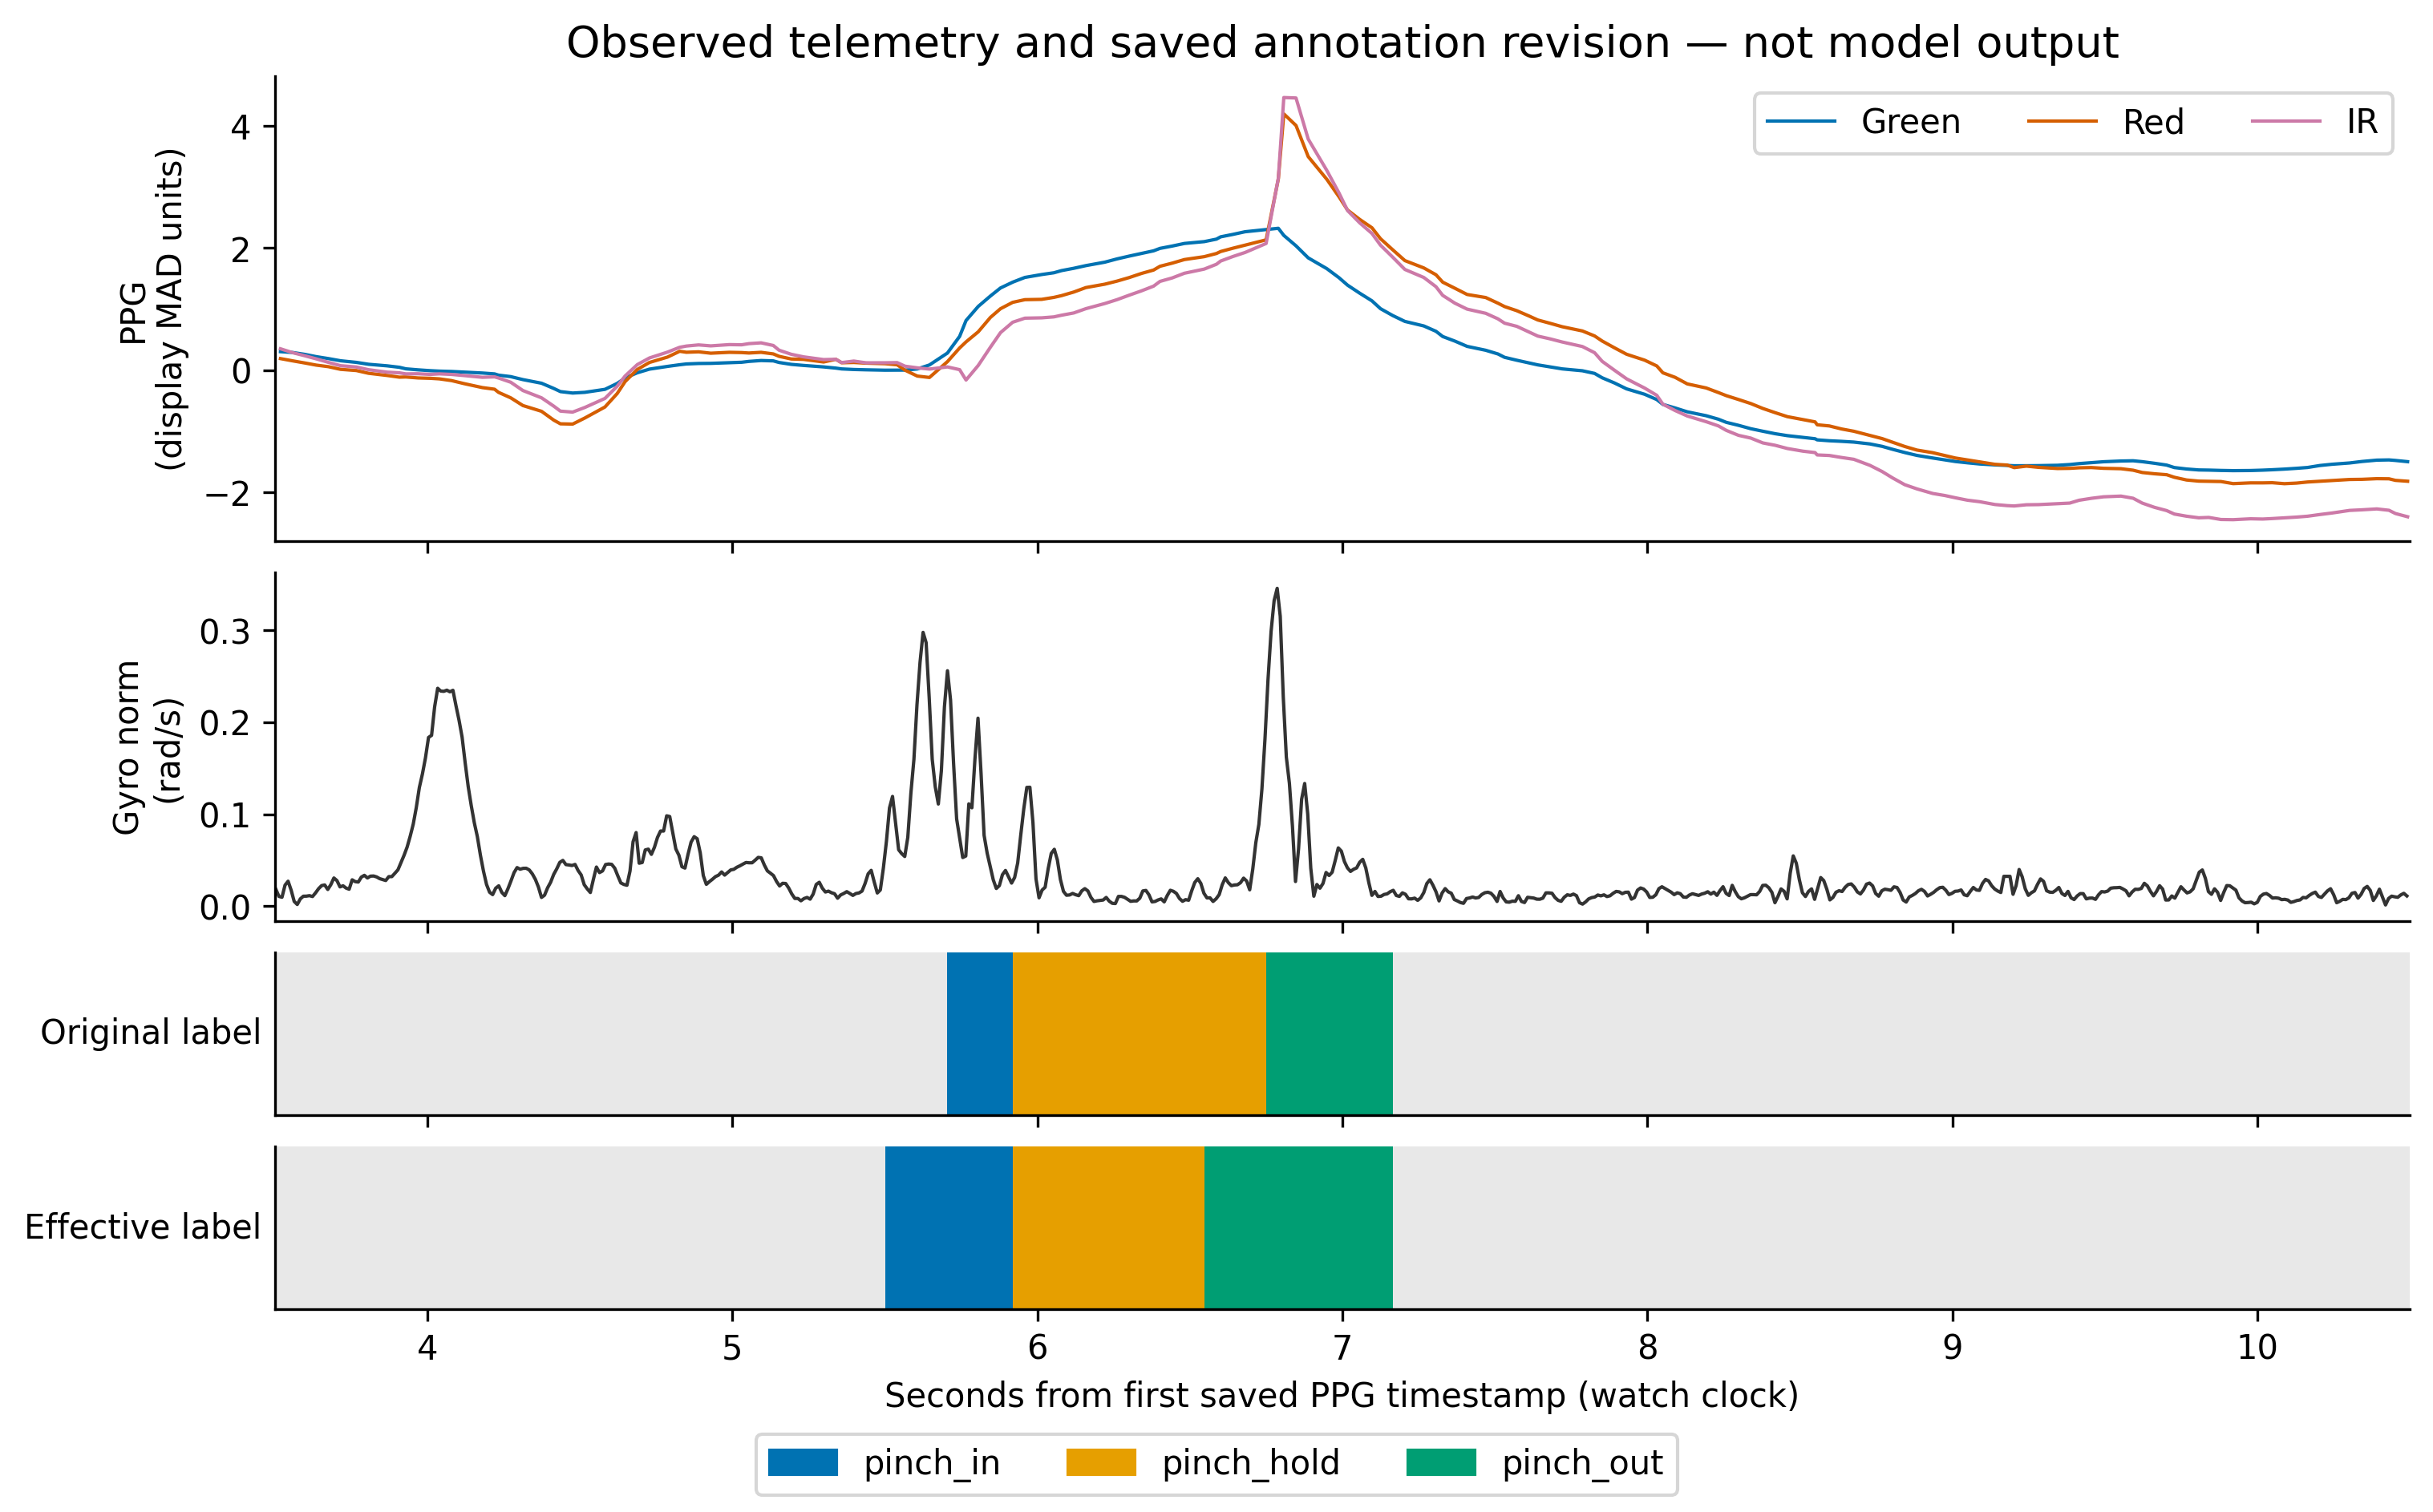 Observed telemetry and saved annotation revision — not model output
PPG
(display MAD units)
4
2
0
−2
Green Red IR
Gyro norm
(rad/s)
0.3
0.2
0.1
0.0
Original label
Effective label
4 5 6 7 8 9 10
Seconds from first saved PPG timestamp (watch clock)
pinch_in pinch_hold pinch_out